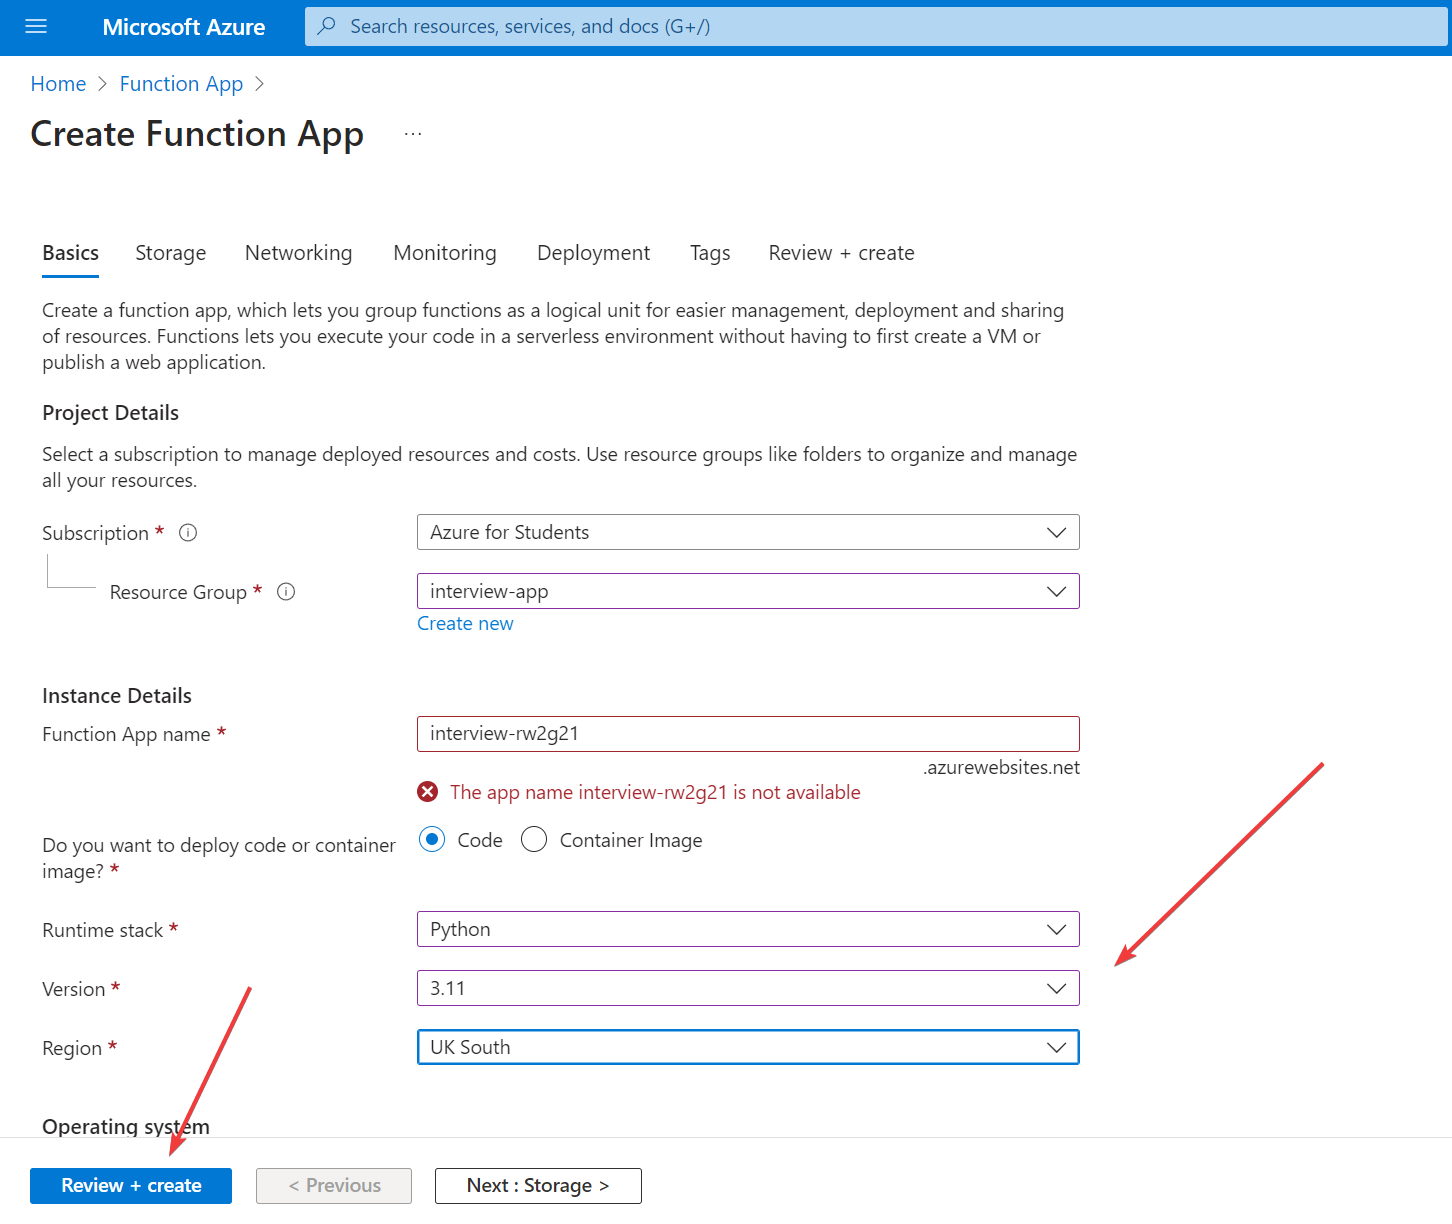 Microsoft Azure
Search resources, services, and docs (G+/)
Home > Function App >
Create Function App ...
Basics Storage Networking Monitoring Deployment Tags Review + create
Create a function app, which lets you group functions as a logical unit for easier management, deployment and sharing
of resources. Functions lets you execute your code in a serverless environment without having to first create a VM or
publish a web application.
Project Details
Select a subscription to manage deployed resources and costs. Use resource groups like folders to organize and manage
all your resources.
Subscription *
Azure for Students
Resource Group *
interview-app
Create new
Instance Details
Function App name *
interview-rw2g21
.azurewebsites.net
The app name interview-rw2g21 is not available
Do you want to deploy code or container
image? *
Code Container Image
Runtime stack *
Python
Version *
3.11
Region *
UK South
Operating system
Review + create
< Previous
Next : Storage >